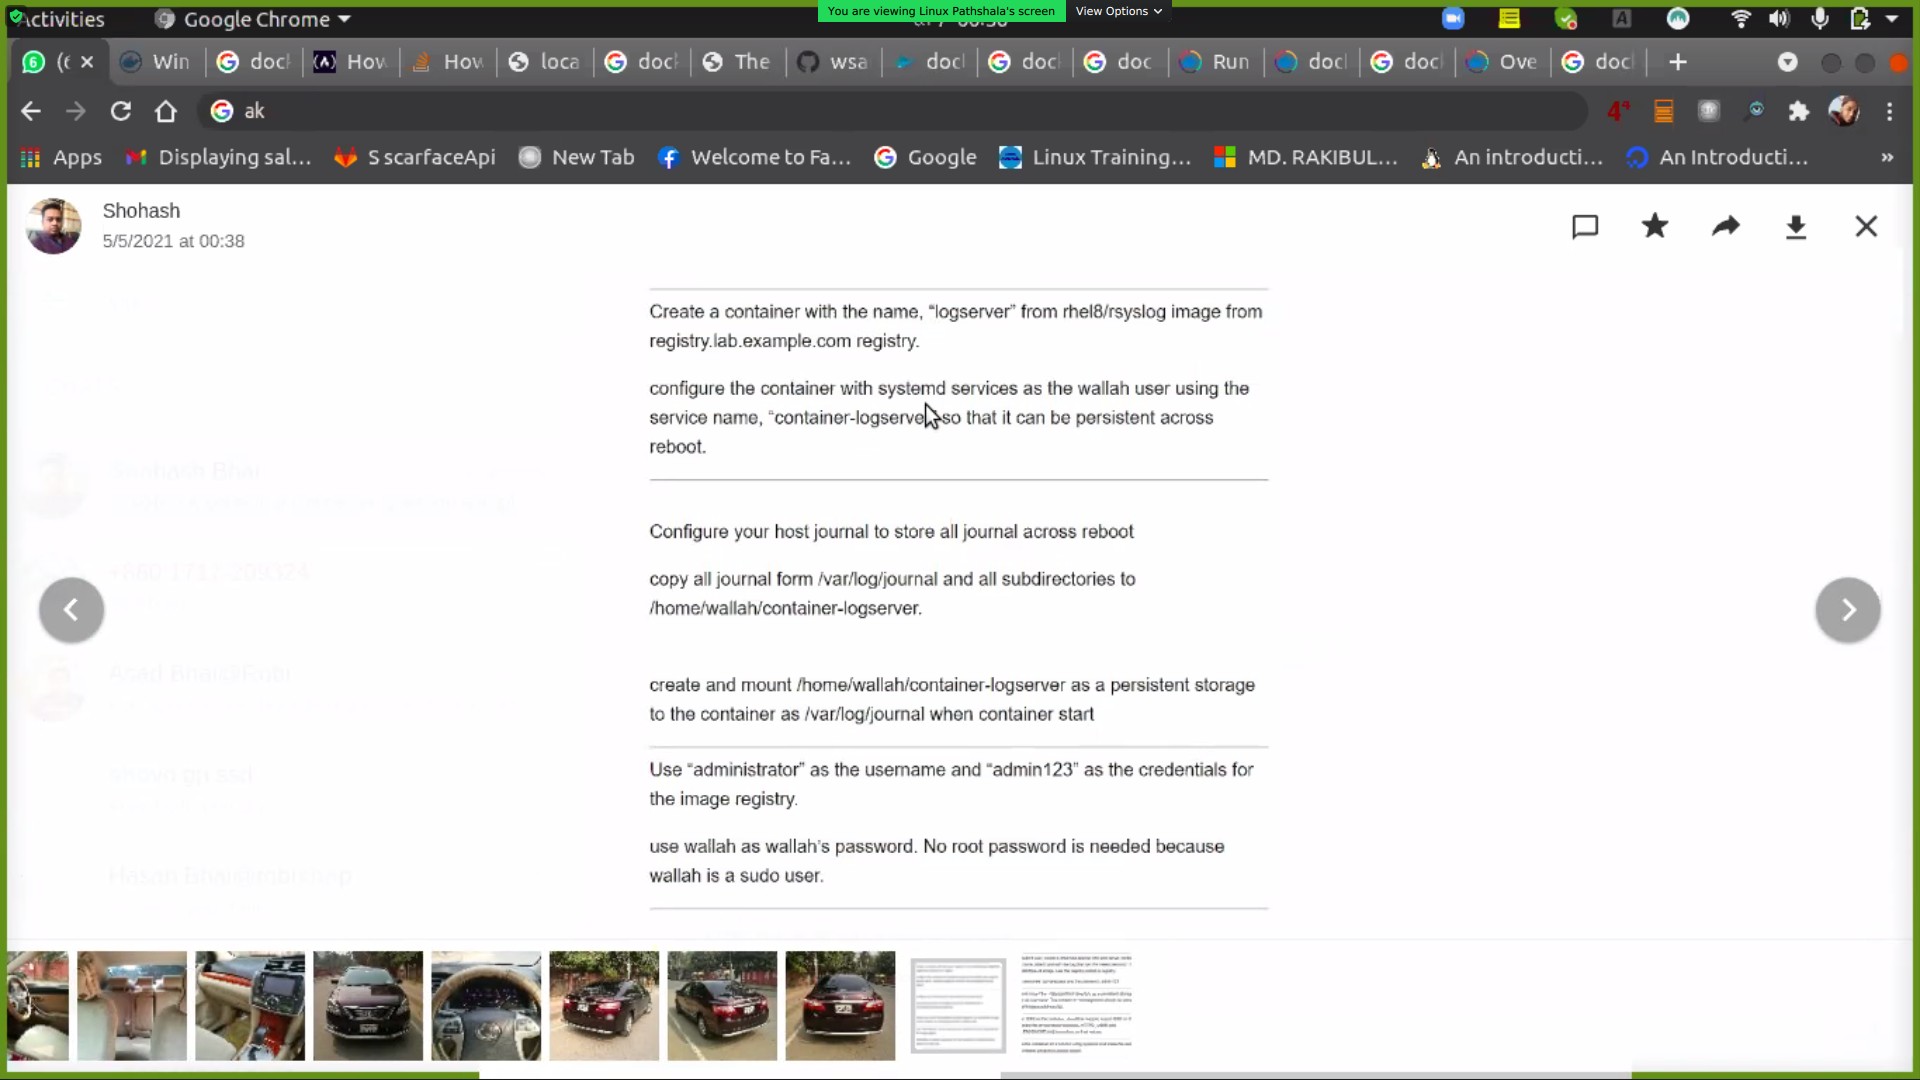 Activities
Google Chrome
You are viewing Linux Pathshala's screen
View Options
(6
Win
docl
How
How
loca
doc
The
wsa
docl
doc
doc
Run
docl
doc
Ove
doc
ak
Apps
Displaying sal...
S scarfaceApi
New Tab
Welcome to Fa...
Google
Linux Training...
MD. RAKIBUL...
An introducti...
An Introducti...
»
Shohash
5/5/2021 at 00:38
Create a container with the name, “logserver” from rhel8/rsyslog image from
registry.lab.example.com registry.
configure the container with systemd services as the wallah user using the
service name, “container-logserver” so that it can be persistent across
reboot.
Configure your host journal to store all journal across reboot
copy all journal form /var/log/journal and all subdirectories to
/home/wallah/container-logserver.
create and mount /home/wallah/container-logserver as a persistent storage
to the container as /var/log/journal when container start
Use “administrator” as the username and “admin123” as the credentials for
the image registry.
use wallah as wallah's password. No root password is needed because
wallah is a sudo user.